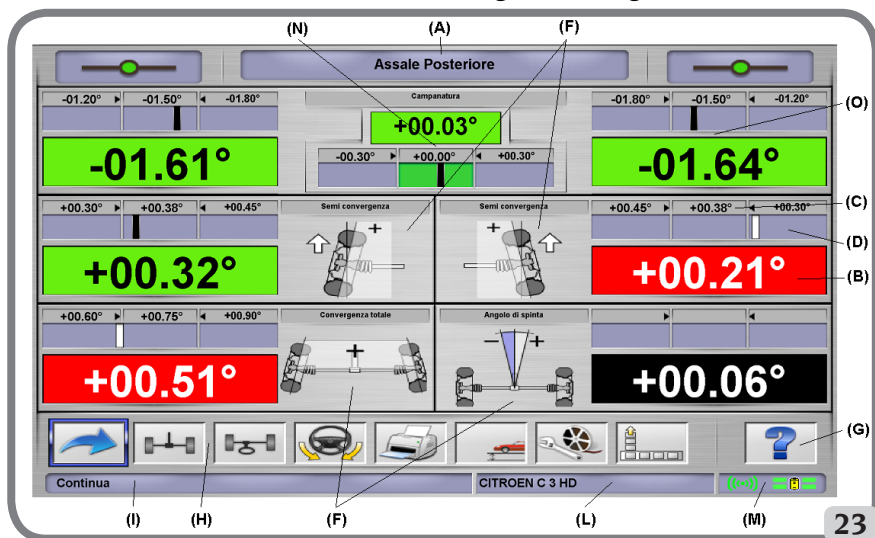 (N) (A) (F)
Assale Posteriore
-01.20° -01.50° -01.80°
-01.61°
Campanatura
+00.03°
-00.30° +00.00° +00.30°
-01.80° -01.50° -01.20°
-01.64°
(O)
+00.30° +00.38° +00.45°
+00.32°
Semi convergenza
Semi convergenza
+
+
+00.45° +00.38° +00.30°
+00.21°
(C)
(D)
(B)
+00.60° +00.75° +00.90°
+00.51°
Convergenza totale
+
Angolo di spinta
− +
+00.06°
?
(G)
Continua
CITROEN C 3 HD
(I) (H) (F) (L) (M)
23